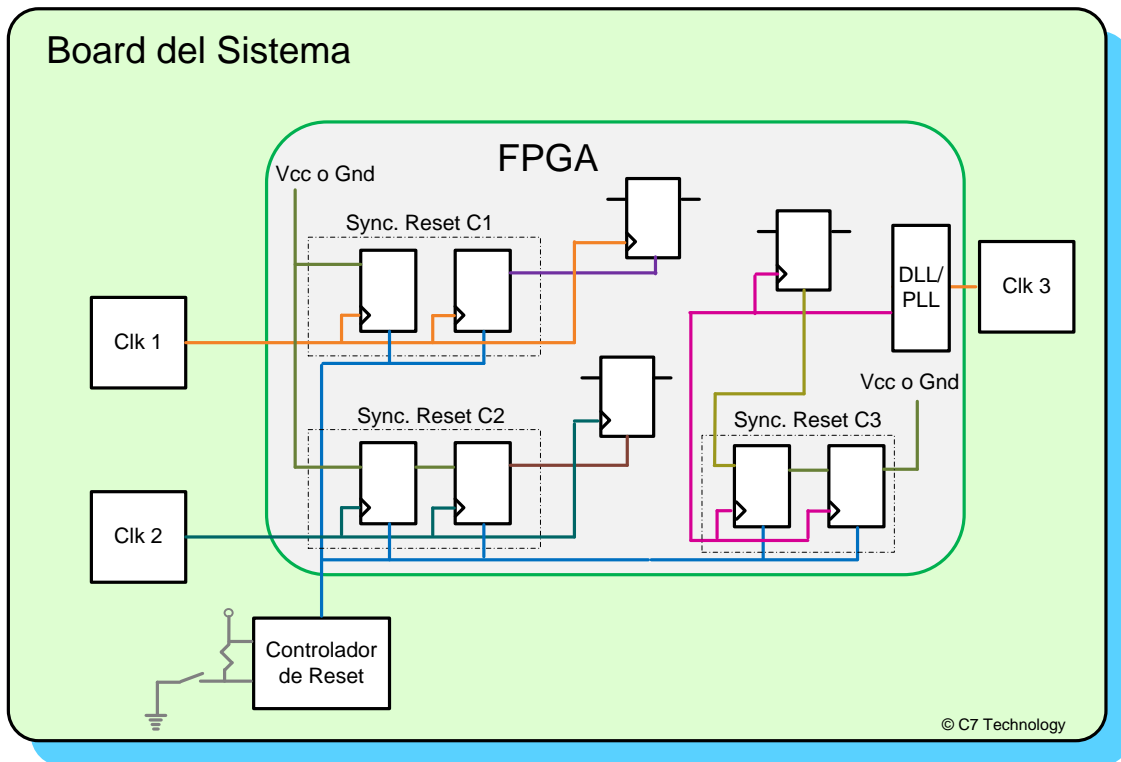 Board del Sistema
FPGA
Vcc o Gnd
Sync. Reset C1
Clk 1
DLL/
PLL
Clk 3
Vcc o Gnd
Sync. Reset C2
Sync. Reset C3
Clk 2
Controlador
de Reset
© C7 Technology